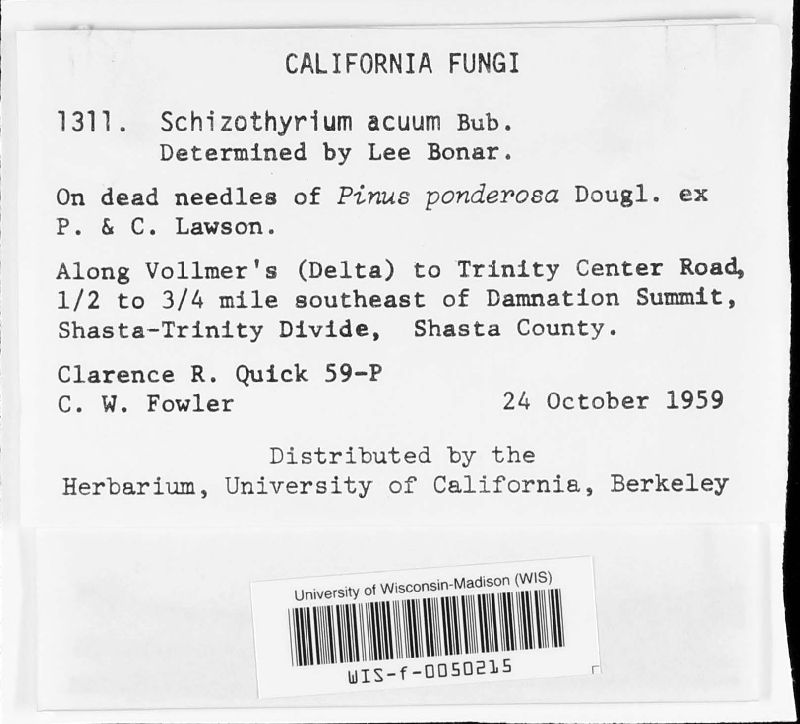 CALIFORNIA FUNGI
1311. Schizothyrium acuum Bub.
Determined by Lee Bonar.
On dead needles of Pinus ponderosa Dougl. ex
P. & C. Lawson.
Along Vollmer's (Delta) to Trinity Center Road,
1/2 to 3/4 mile southeast of Damnation Summit,
Shasta-Trinity Divide, Shasta County.
Clarence R. Quick 59-P
C. W. Fowler 24 October 1959
Distributed by the
Herbarium, University of California, Berkeley
University of Wisconsin-Madison (WIS)
WIS-f-0050215